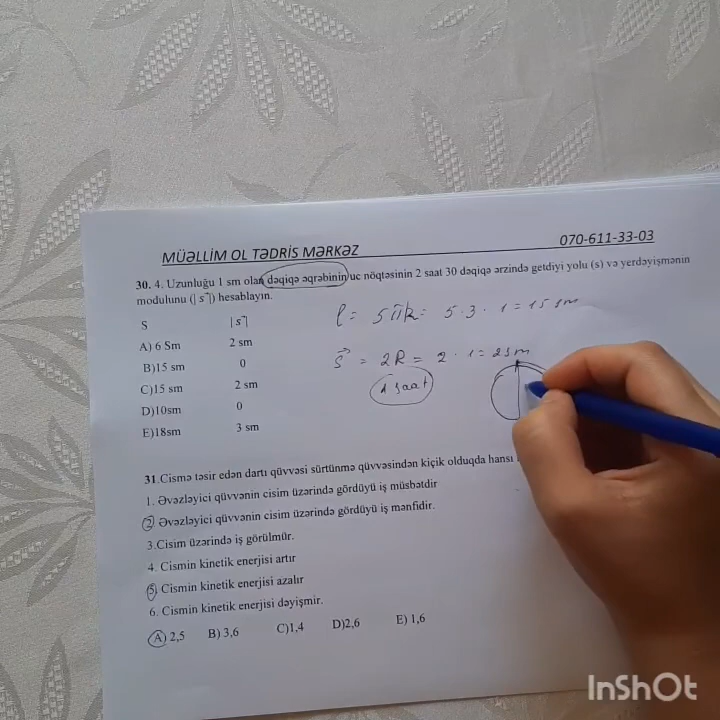 MÜƏLLİM OL TƏDRİS MƏRKƏZ 070-611-33-03
30. 4. Uzunluğu 1 sm olan dəqiqə əqrəbinin uc nöqtəsinin 2 saat 30 dəqiqə ərzində getdiyi yolu (s) və yerdəyişmənin
modulunu (|s⃗|) hesablayın.
S |s⃗|
A) 6 Sm 2 sm
B)15 sm 0
C)15 sm 2 sm
D)10sm 0
E)18sm 3 sm
l = 5πR = 5·3·1 = 15 sm
s⃗ = 2R = 2·1 = 2sm
1 saat
31.Cismə təsir edən dartı qüvvəsi sürtünmə qüvvəsindən kiçik olduqda hansı
1. Əvəzləyici qüvvənin cisim üzərində gördüyü iş müsbətdir
2. Əvəzləyici qüvvənin cisim üzərində gördüyü iş mənfidir.
3.Cisim üzərində iş görülmür.
4. Cismin kinetik enerjisi artır
5. Cismin kinetik enerjisi azalır
6. Cismin kinetik enerjisi dəyişmir.
A) 2,5 B) 3,6 C)1,4 D)2,6 E) 1,6
InShOt